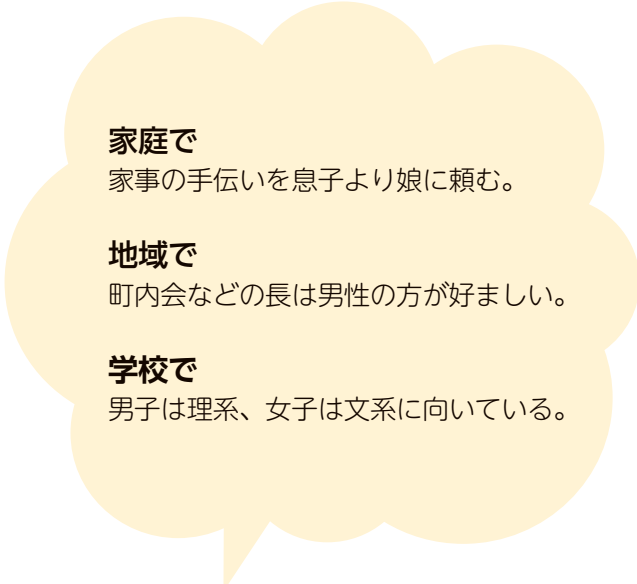 家庭で
家事の手伝いを息子より娘に頼む。
地域で
町内会などの長は男性の方が好ましい。
学校で
男子は理系、女子は文系に向いている。